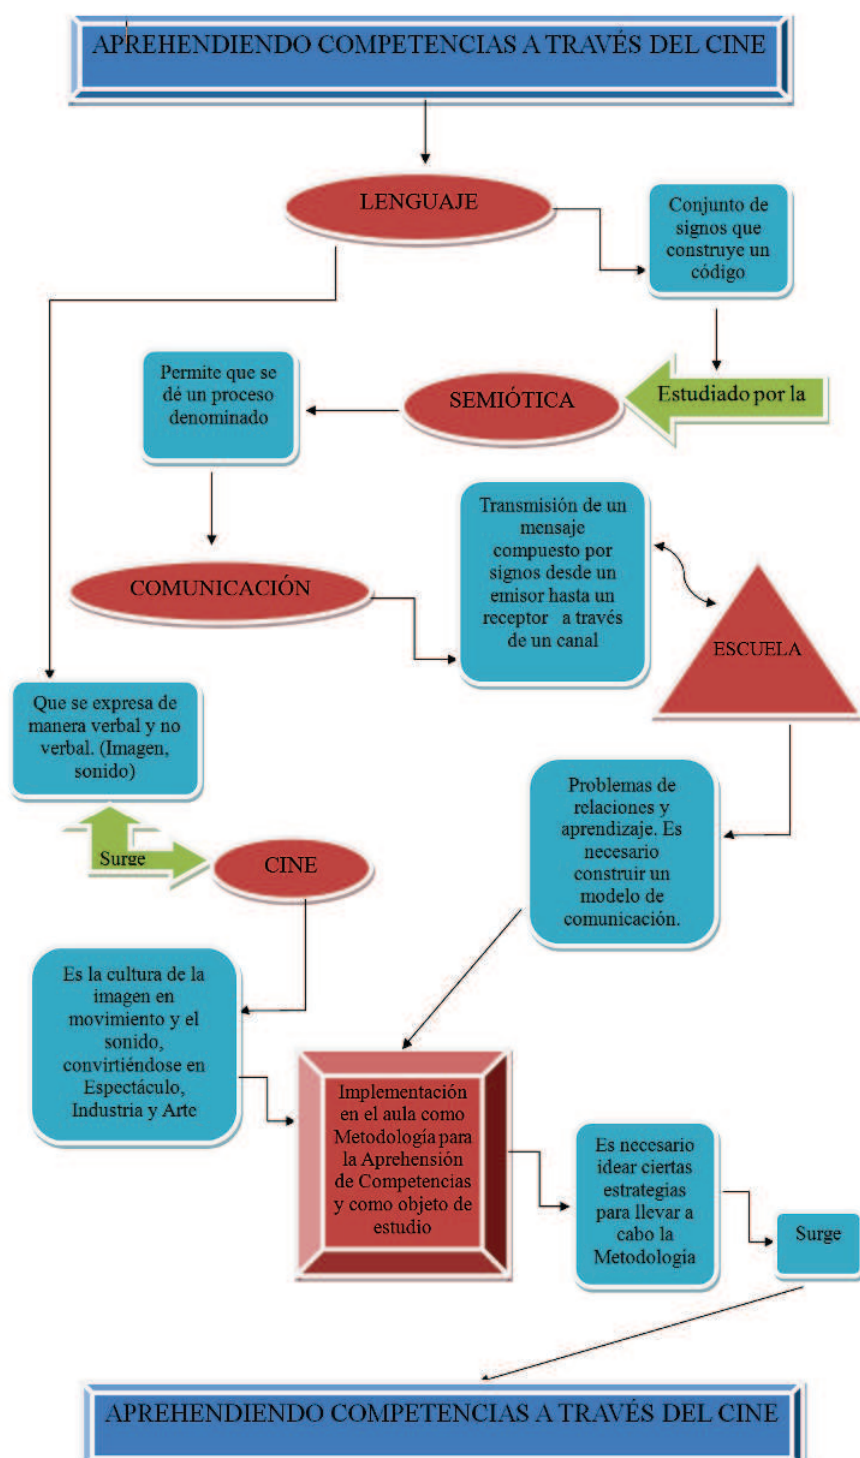 APREHENDIENDO COMPETENCIAS A TRAVÉS DEL CINE
LENGUAJE
Conjunto de
signos que
construye un
código
Estudiado por la
SEMIÓTICA
Permite que se
dé un proceso
denominado
COMUNICACIÓN
Transmisión de un
mensaje
compuesto por
signos desde un
emisor hasta un
receptor a través
de un canal
ESCUELA
Que se expresa de
manera verbal y no
verbal. (Imagen,
sonido)
Surge
CINE
Problemas de
relaciones y
aprendizaje. Es
necesario
construir un
modelo de
comunicación.
Es la cultura de la
imagen en
movimiento y el
sonido,
convirtiéndose en
Espectáculo,
Industria y Arte
Implementación
en el aula como
Metodología para
la Aprehensión
de Competencias
y como objeto de
estudio
Es necesario
idear ciertas
estrategias
para llevar a
cabo la
Metodología
Surge
APREHENDIENDO COMPETENCIAS A TRAVÉS DEL CINE